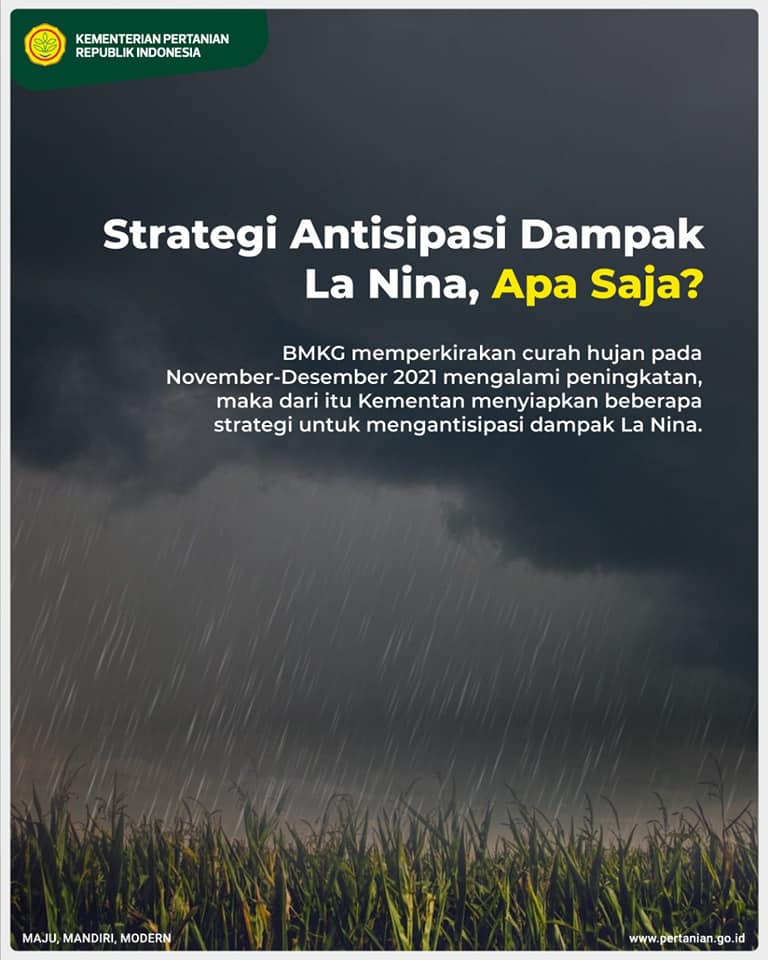 KEMENTERIAN PERTANIAN
REPUBLIK INDONESIA
Strategi Antisipasi Dampak
La Nina, Apa Saja?
BMKG memperkirakan curah hujan pada
November-Desember 2021 mengalami peningkatan,
maka dari itu Kementan menyiapkan beberapa
strategi untuk mengantisipasi dampak La Nina.
MAJU, MANDIRI, MODERN
www.pertanian.go.id